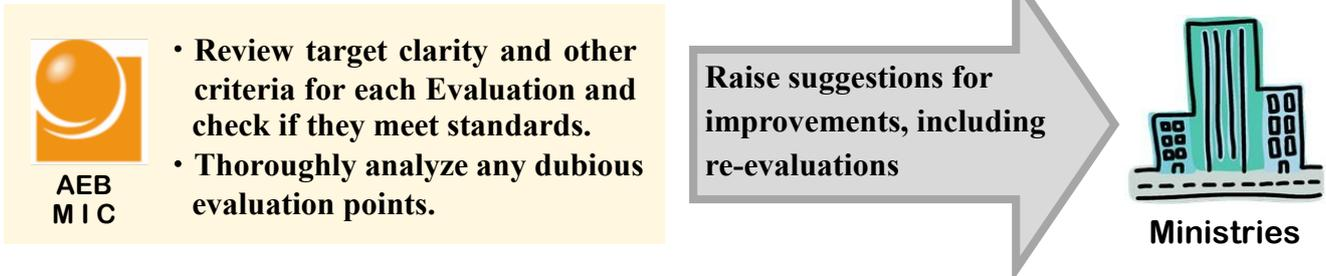 ・Review target clarity and other
criteria for each Evaluation and
check if they meet standards.
・Thoroughly analyze any dubious
evaluation points.
AEB
M I C
Raise suggestions for
improvements, including
re-evaluations
Ministries